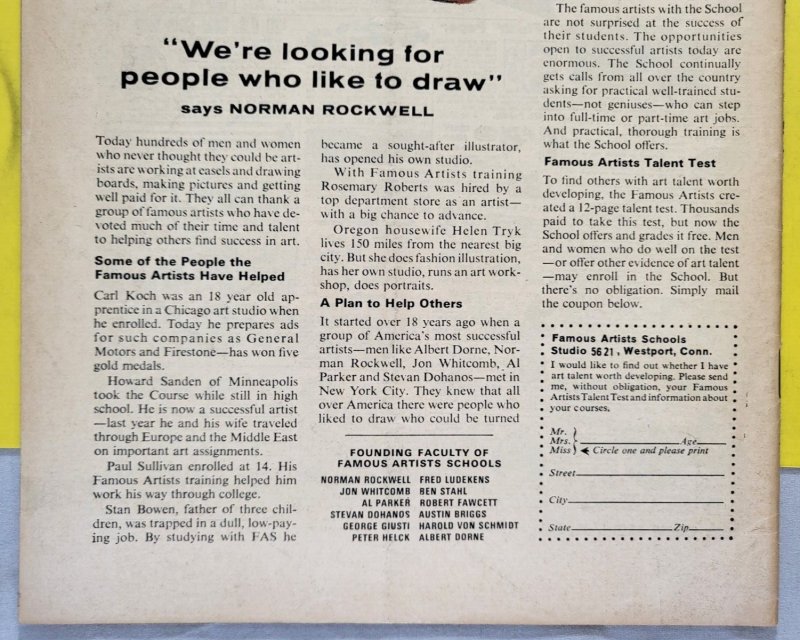 “We're looking for
people who like to draw”
says NORMAN ROCKWELL
Today hundreds of men and women
who never thought they could be art-
ists are working at easels and drawing
boards, making pictures and getting
well paid for it. They all can thank a
group of famous artists who have de-
voted much of their time and talent
to helping others find success in art.
Some of the People the
Famous Artists Have Helped
Carl Koch was an 18 year old ap-
prentice in a Chicago art studio when
he enrolled. Today he prepares ads
for such companies as General
Motors and Firestone—has won five
gold medals.
Howard Sanden of Minneapolis
took the Course while still in high
school. He is now a successful artist
—last year he and his wife traveled
through Europe and the Middle East
on important art assignments.
Paul Sullivan enrolled at 14. His
Famous Artists training helped him
work his way through college.
Stan Bowen, father of three chil-
dren, was trapped in a dull, low-pay-
ing job. By studying with FAS he
became a sought-after illustrator,
has opened his own studio.
With Famous Artists training
Rosemary Roberts was hired by a
top department store as an artist—
with a big chance to advance.
Oregon housewife Helen Tryk
lives 150 miles from the nearest big
city. But she does fashion illustration,
has her own studio, runs an art work-
shop, does portraits.
A Plan to Help Others
It started over 18 years ago when a
group of America's most successful
artists—men like Albert Dorne, Nor-
man Rockwell, Jon Whitcomb, Al
Parker and Stevan Dohanos—met in
New York City. They knew that all
over America there were people who
liked to draw who could be turned
FOUNDING FACULTY OF
FAMOUS ARTISTS SCHOOLS
NORMAN ROCKWELL FRED LUDEKENS
JON WHITCOMB BEN STAHL
AL PARKER ROBERT FAWCETT
STEVAN DOHANOS AUSTIN BRIGGS
GEORGE GIUSTI HAROLD VON SCHMIDT
PETER HELCK ALBERT DORNE
The famous artists with the School
are not surprised at the success of
their students. The opportunities
open to successful artists today are
enormous. The School continually
gets calls from all over the country
asking for practical well-trained stu-
dents—not geniuses—who can step
into full-time or part-time art jobs.
And practical, thorough training is
what the School offers.
Famous Artists Talent Test
To find others with art talent worth
developing, the Famous Artists cre-
ated a 12-page talent test. Thousands
paid to take this test, but now the
School offers and grades it free. Men
and women who do well on the test
—or offer other evidence of art talent
—may enroll in the School. But
there's no obligation. Simply mail
the coupon below.
Famous Artists Schools
Studio 5621, Westport, Conn.
I would like to find out whether I have
art talent worth developing. Please send
me, without obligation, your Famous
Artists Talent Test and information about
your courses.
Mr.
Mrs. Age
Miss Circle one and please print
Street
City
State Zip